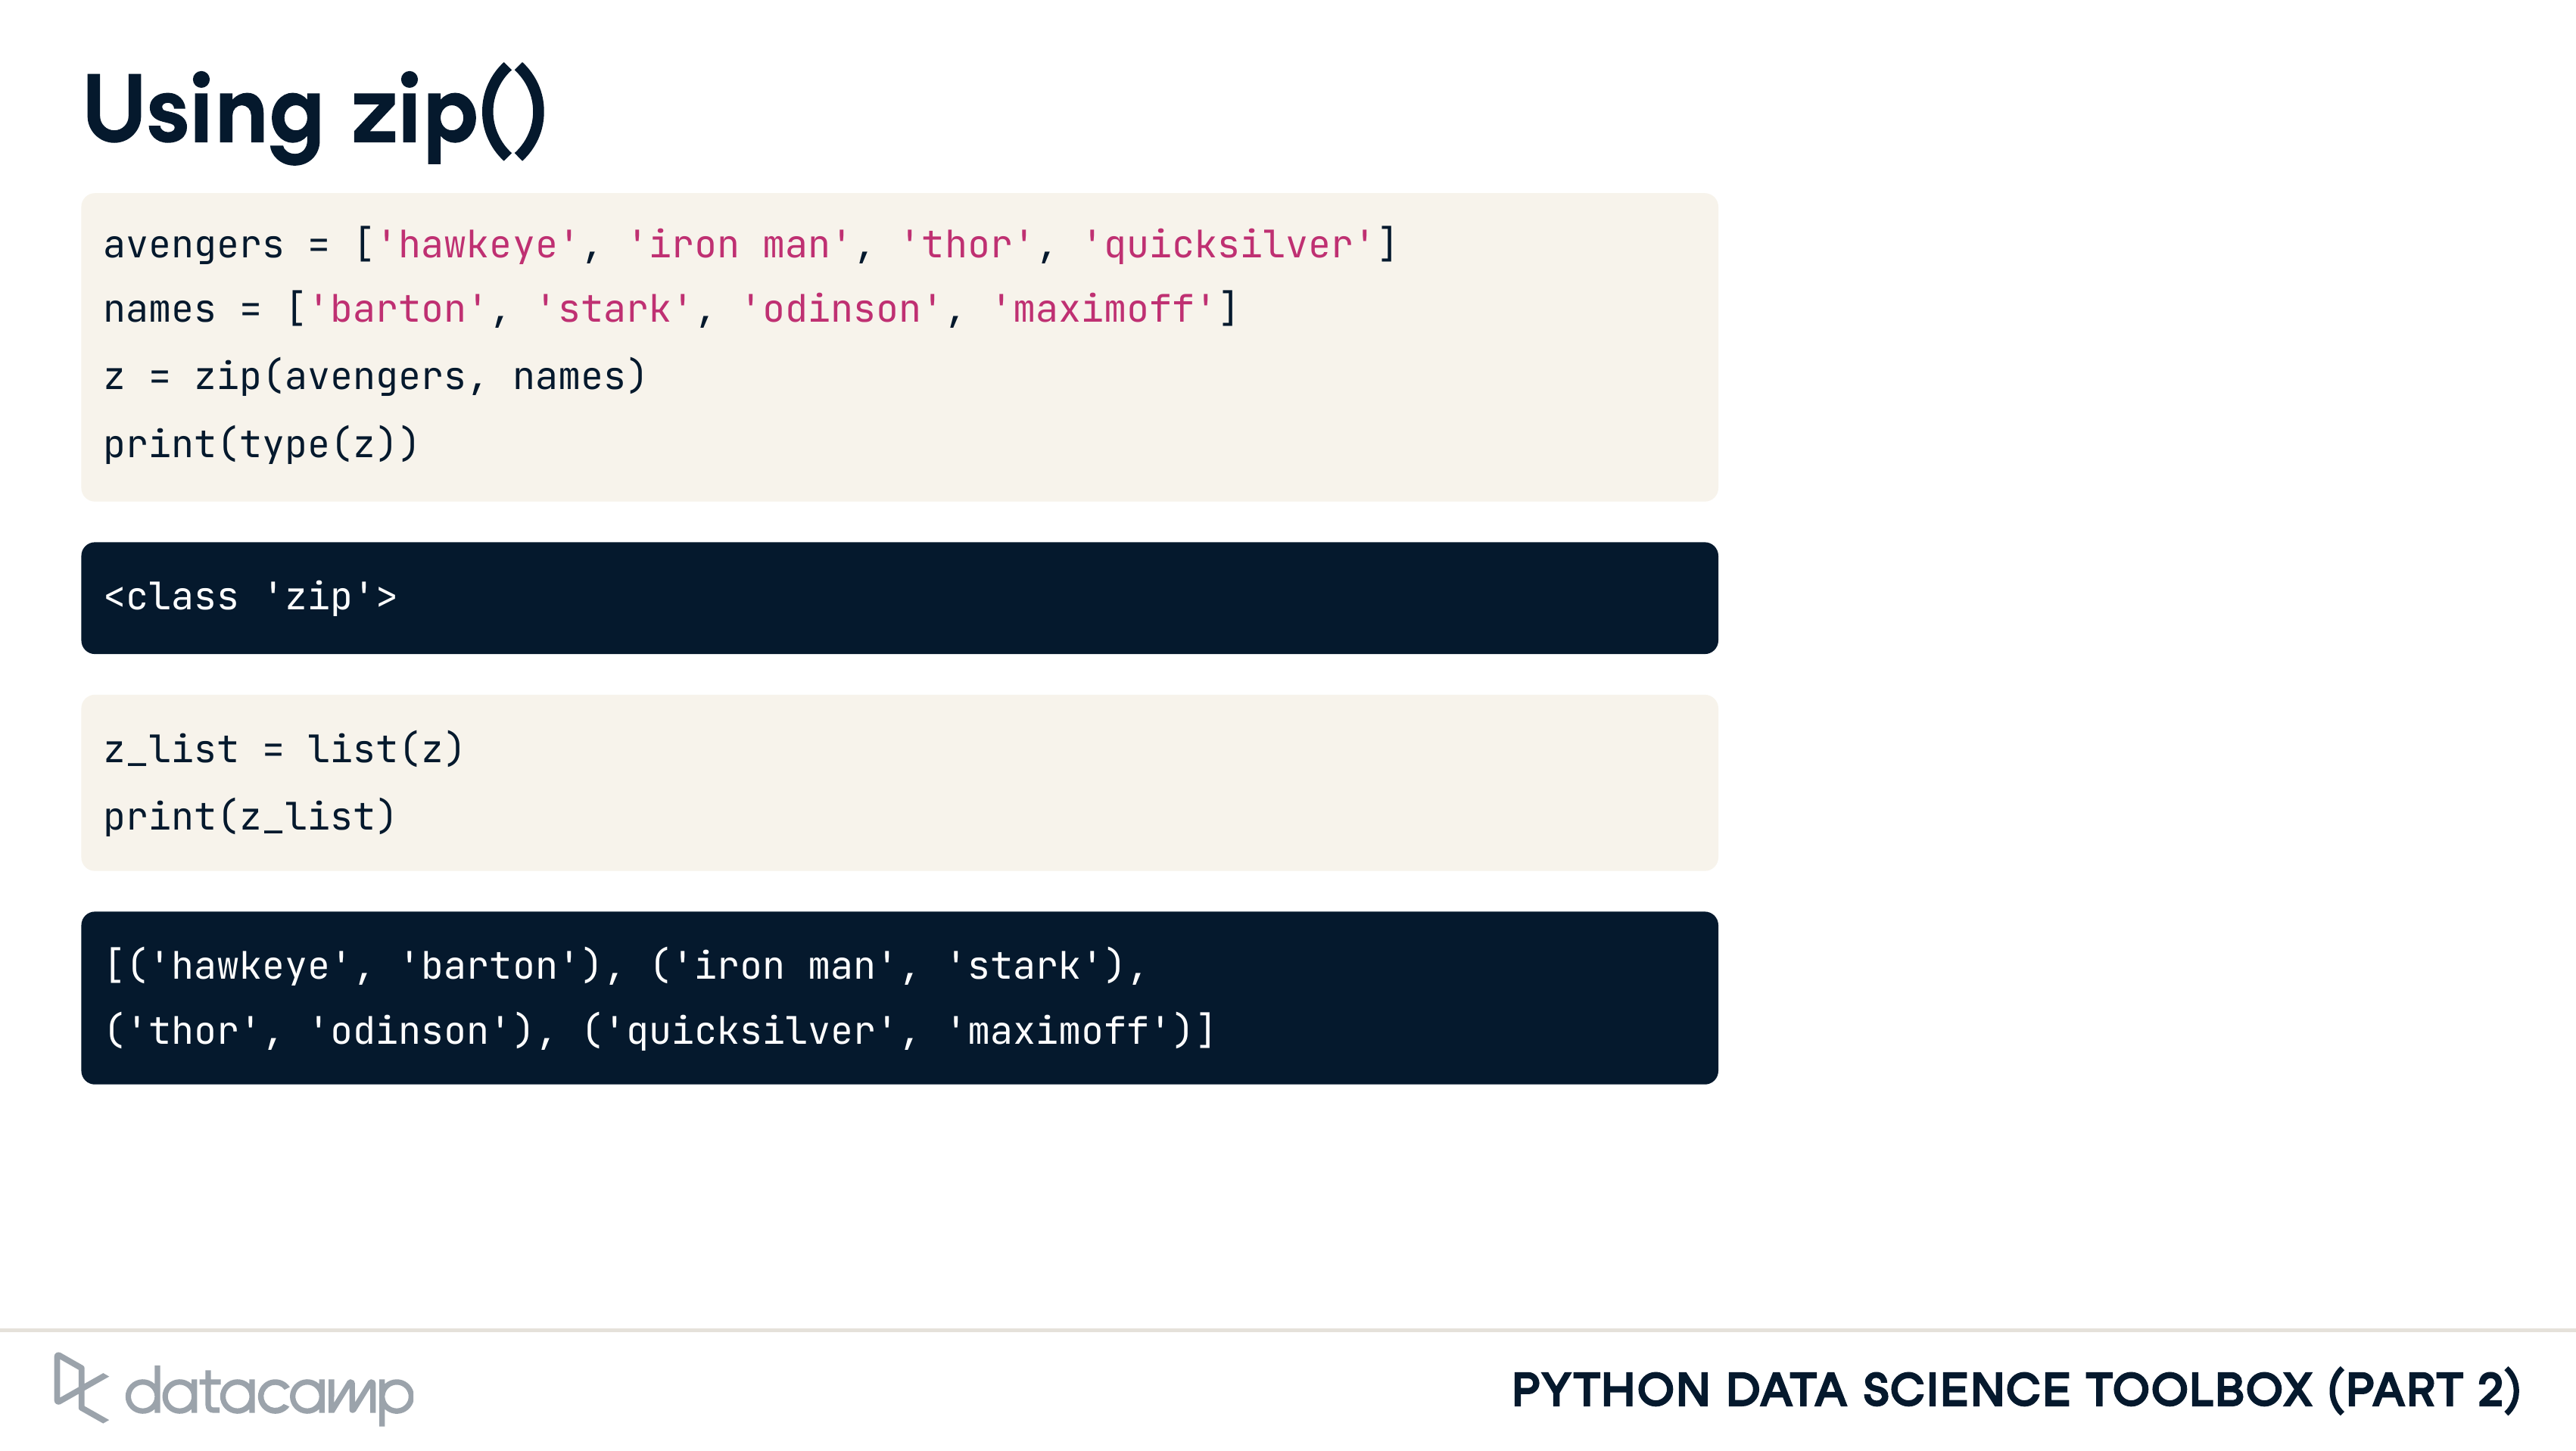 Using zip()
avengers = ['hawkeye', 'iron man', 'thor', 'quicksilver']
names = ['barton', 'stark', 'odinson', 'maximoff']
z = zip(avengers, names)
print(type(z))
<class 'zip'>
z_list = list(z)
print(z_list)
[('hawkeye', 'barton'), ('iron man', 'stark'),
('thor', 'odinson'), ('quicksilver', 'maximoff')]
datacamp
PYTHON DATA SCIENCE TOOLBOX (PART 2)